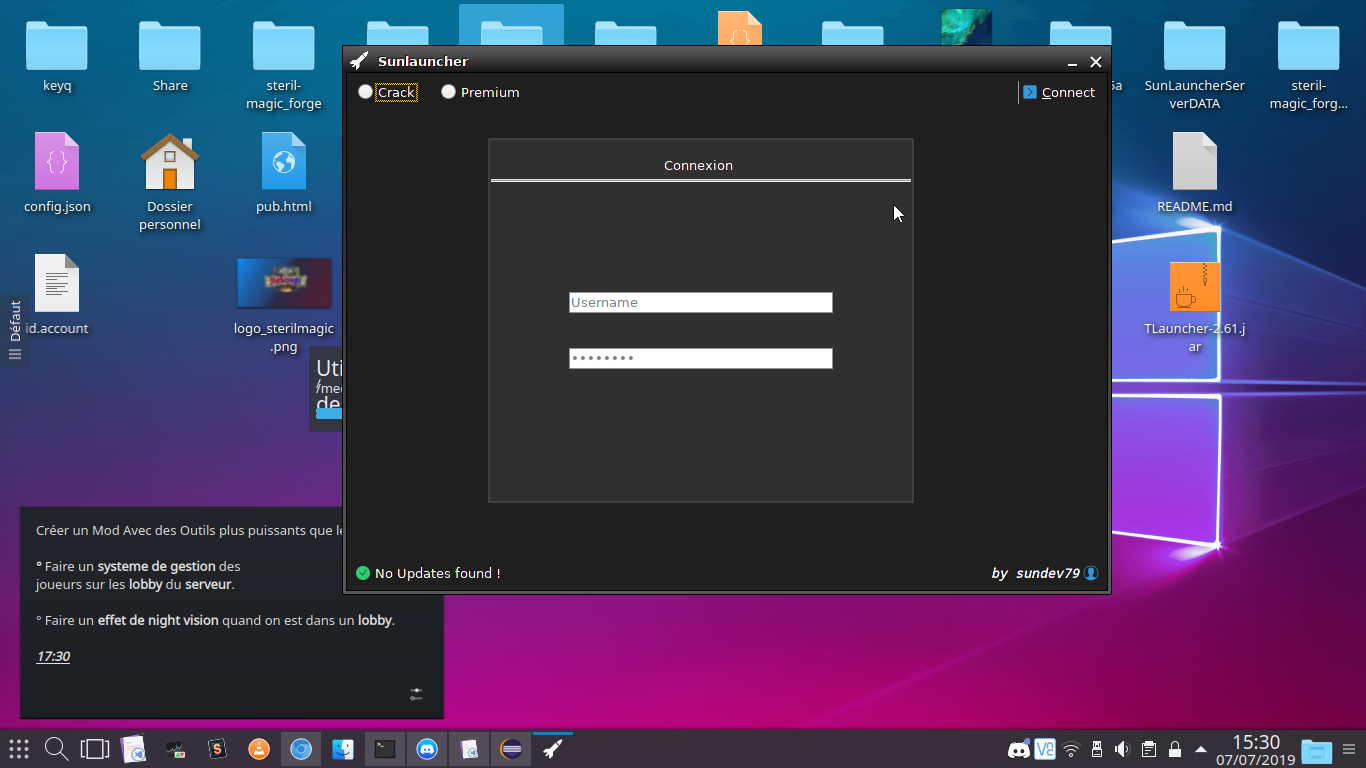 keyq
Share
steril-
magic_forge
SunLauncherSer
verDATA
steril-
magic_forg...
config.json
Dossier
personnel
pub.html
README.md
id.account
logo_sterilmagic
.png
TLauncher-2.61.j
ar
Défaut
Sunlauncher
Crack
Premium
Connect
Connexion
Username
No Updates found !
by sundev79
Créer un Mod Avec des Outils plus puissants que
° Faire un systeme de gestion des
joueurs sur les lobby du serveur.
° Faire un effet de night vision quand on est dans un lobby.
17:30
15:30
07/07/2019